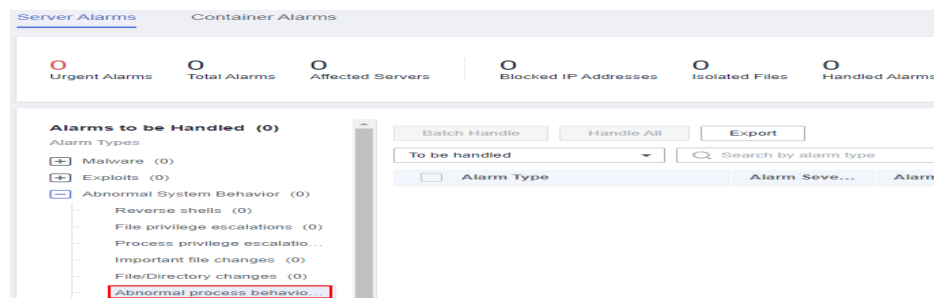 Server Alarms Container Alarms
0 0 0 0 0 0
Urgent Alarms Total Alarms Affected Servers Blocked IP Addresses Isolated Files Handled Alarms
Alarms to be Handled (0)
Alarm Types
Malware (0)
Exploits (0)
Abnormal System Behavior (0)
Reverse shells (0)
File privilege escalations (0)
Process privilege escalatio...
Important file changes (0)
File/Directory changes (0)
Abnormal process behavio...
Batch Handle Handle All Export
To be handled Search by alarm type
Alarm Type Alarm Seve... Alarm